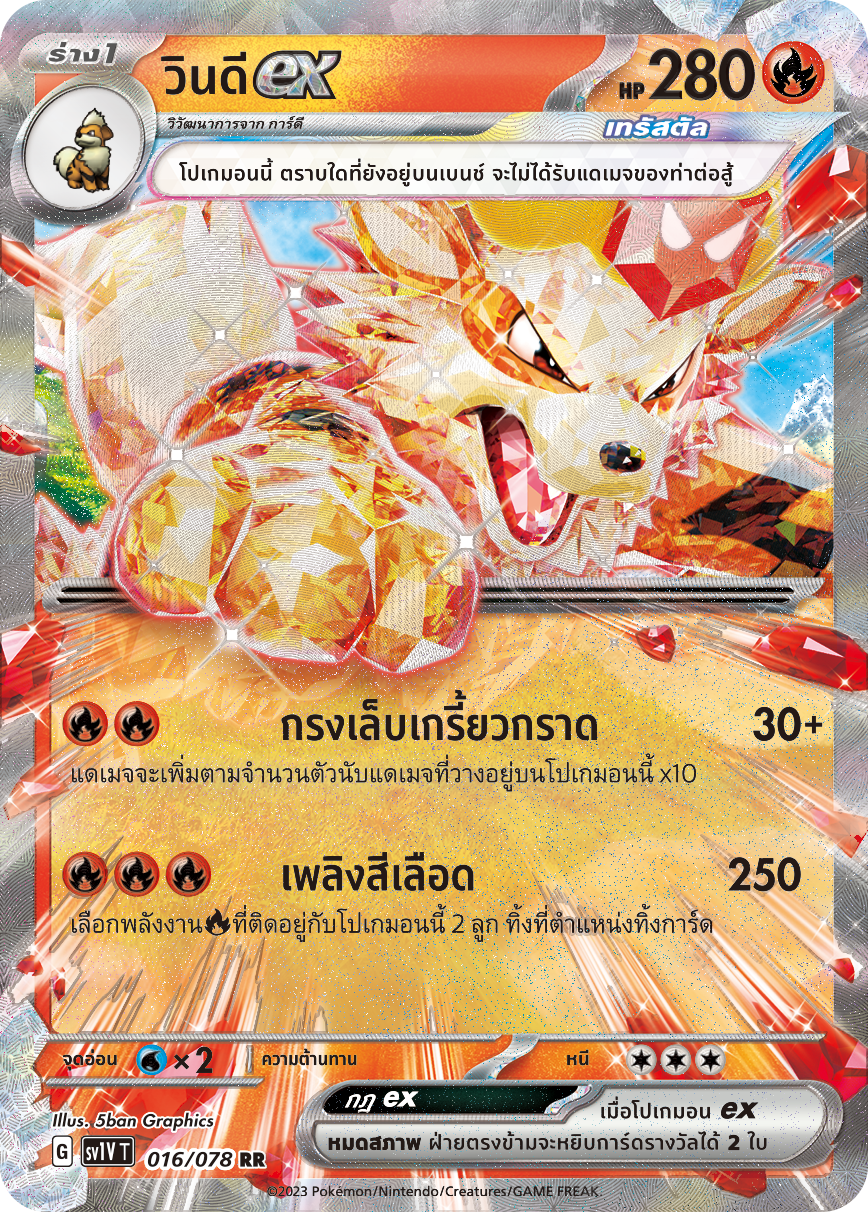 ร่าง1
วินดี ex
HP 280
วิวัฒนาการจาก การ์ดี
เทรัสตัล
โปเกมอนนี้ ตราบใดที่ยังอยู่บนเบนช์ จะไม่ได้รับแดเมจของท่าต่อสู้
กรงเล็บเกรี้ยวกราด 30+
แดเมจจะเพิ่มตามจำนวนตัวนับแดเมจที่วางอยู่บนโปเกมอนนี้ x10
เพลิงสีเลือด 250
เลือกพลังงานที่ติดอยู่กับโปเกมอนนี้ 2 ลูก ทิ้งที่ตำแหน่งทิ้งการ์ด
จุดอ่อน ×2 ความต้านทาน หนี
กฎ ex
เมื่อโปเกมอน ex
หมดสภาพ ฝ่ายตรงข้ามจะหยิบการ์ดรางวัลได้ 2 ใบ
Illus. 5ban Graphics
G SV1V T 016/078 RR
©2023 Pokémon/Nintendo/Creatures/GAME FREAK.